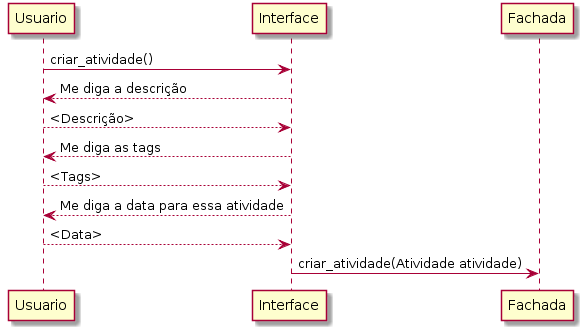 Usuario Interface Fachada
criar_atividade()
Me diga a descrição
<Descrição>
Me diga as tags
<Tags>
Me diga a data para essa atividade
<Data>
criar_atividade(Atividade atividade)
Usuario Interface Fachada